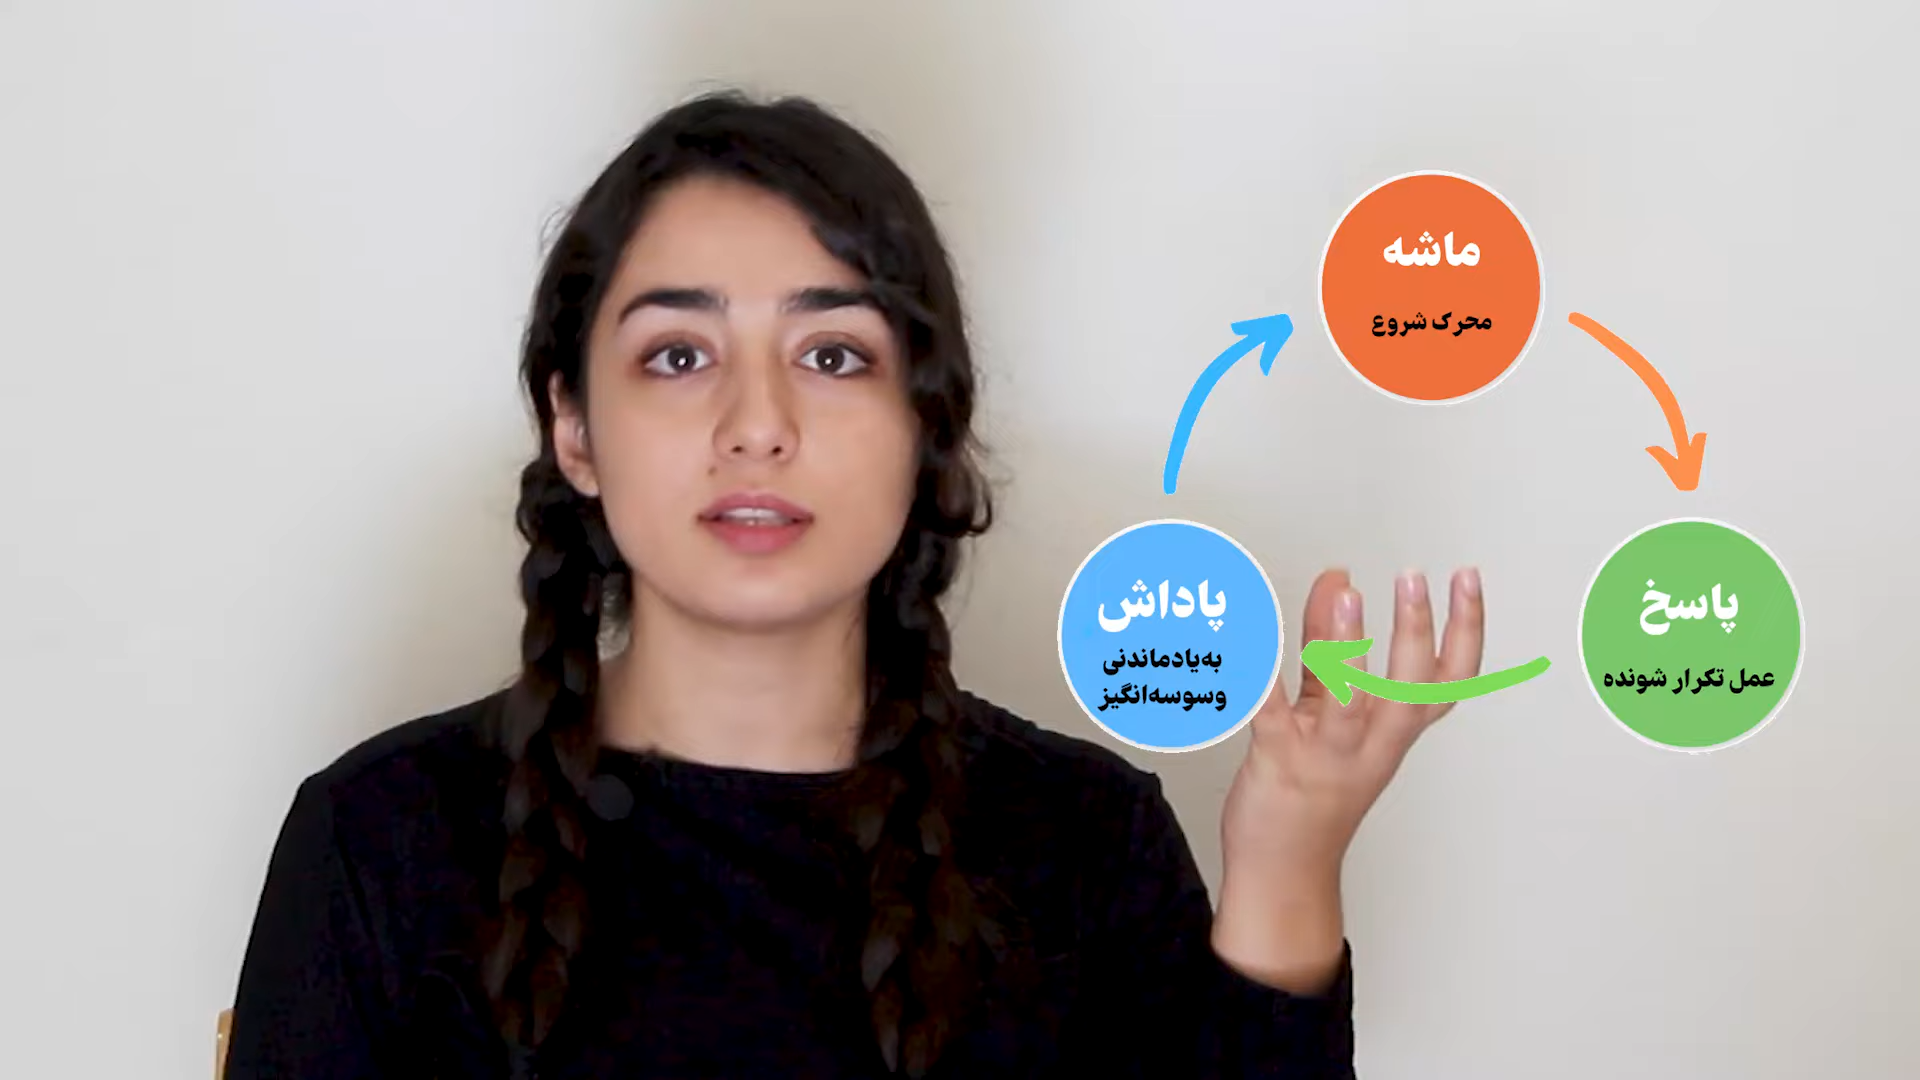 ماشه
محرک شروع
پاسخ
عمل تکرار شونده
پاداش
به‌یادماندنی
وسوسه‌انگیز